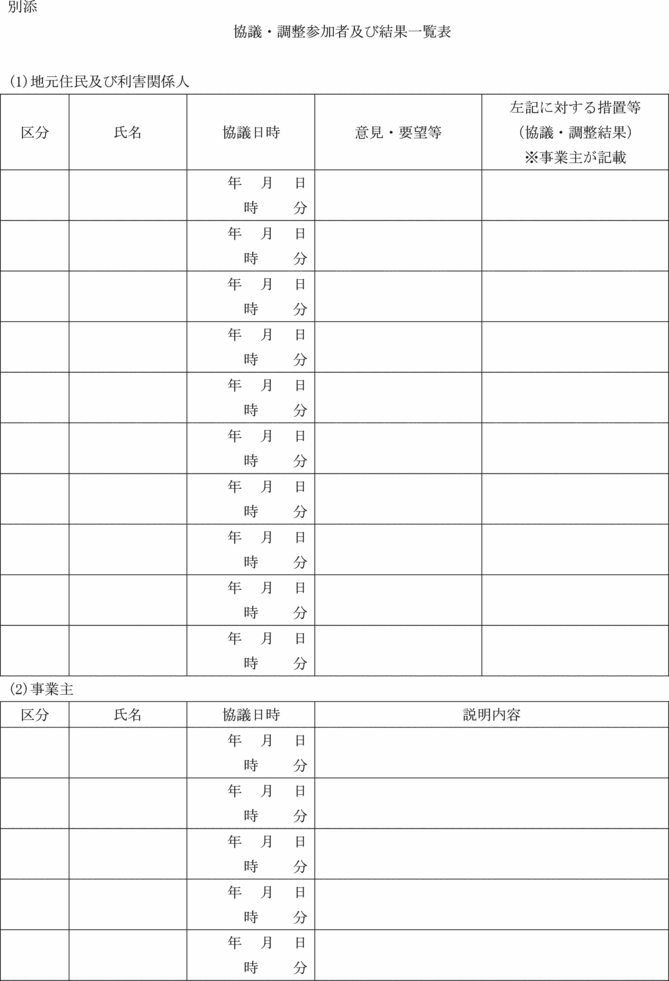 別添
協議・調整参加者及び結果一覧表
(1)地元住民及び利害関係人
区分 氏名 協議日時 意見・要望等 左記に対する措置等
(協議・調整結果)
※事業主が記載
年 月 日
時 分
年 月 日
時 分
年 月 日
時 分
年 月 日
時 分
年 月 日
時 分
年 月 日
時 分
年 月 日
時 分
年 月 日
時 分
年 月 日
時 分
年 月 日
時 分
(2)事業主
区分 氏名 協議日時 説明内容
年 月 日
時 分
年 月 日
時 分
年 月 日
時 分
年 月 日
時 分
年 月 日
時 分